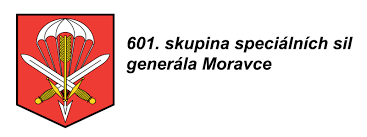 601. skupina speciálních sil
generála Moravce